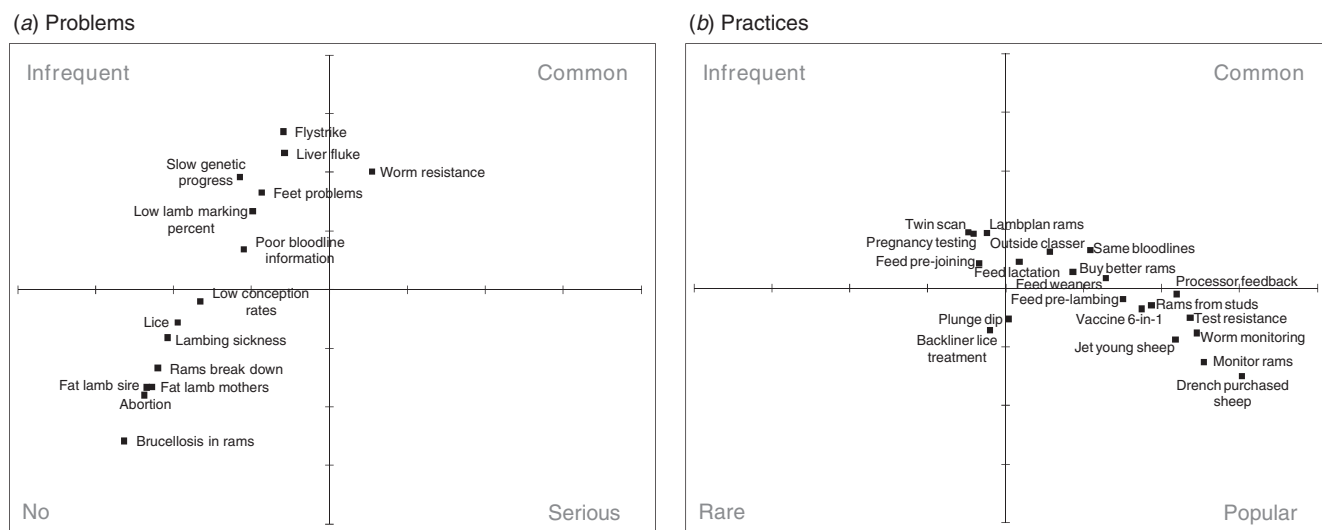 (a) Problems
Infrequent
Common
Flystrike
Liver fluke
Slow genetic
progress
Worm resistance
Feet problems
Low lamb marking
percent
Poor bloodline
information
Low conception
rates
Lice
Lambing sickness
Rams break down
Fat lamb sire
Fat lamb mothers
Abortion
Brucellosis in rams
No
Serious
(b) Practices
Infrequent
Common
Twin scan
Lambplan rams
Pregnancy testing
Outside classer
Same bloodlines
Feed pre-joining
Feed lactation
Buy better rams
Feed weaners
Processor feedback
Feed pre-lambing
Rams from studs
Plunge dip
Vaccine 6-in-1
Test resistance
Backliner lice
treatment
Jet young sheep
Worm monitoring
Monitor rams
Drench purchased
sheep
Rare
Popular